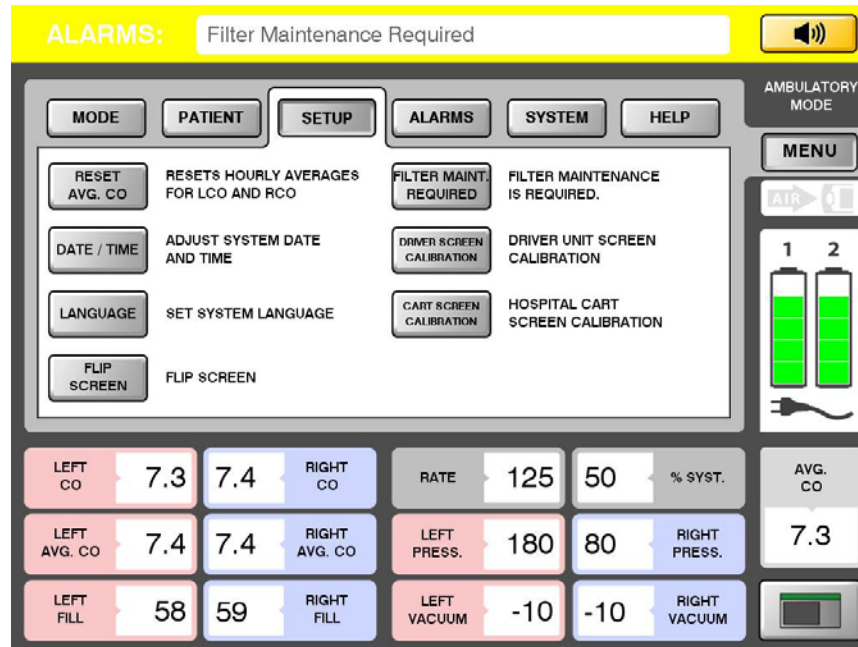 ALARMS: Filter Maintenance Required
AMBULATORY
MODE
MODE PATIENT SETUP ALARMS SYSTEM HELP
MENU
RESET
AVG. CO
RESETS HOURLY AVERAGES
FOR LCO AND RCO
FILTER MAINT.
REQUIRED
FILTER MAINTENANCE
IS REQUIRED.
AIR
DATE / TIME
ADJUST SYSTEM DATE
AND TIME
DRIVER SCREEN
CALIBRATION
DRIVER UNIT SCREEN
CALIBRATION
1 2
LANGUAGE
SET SYSTEM LANGUAGE
CART SCREEN
CALIBRATION
HOSPITAL CART
SCREEN CALIBRATION
FLIP
SCREEN
FLIP SCREEN
LEFT
CO
7.3
7.4
RIGHT
CO
RATE
125
50
% SYST.
AVG.
CO
7.3
LEFT
AVG. CO
7.4
7.4
RIGHT
AVG. CO
LEFT
PRESS.
180
80
RIGHT
PRESS.
LEFT
FILL
58
59
RIGHT
FILL
LEFT
VACUUM
-10
-10
RIGHT
VACUUM